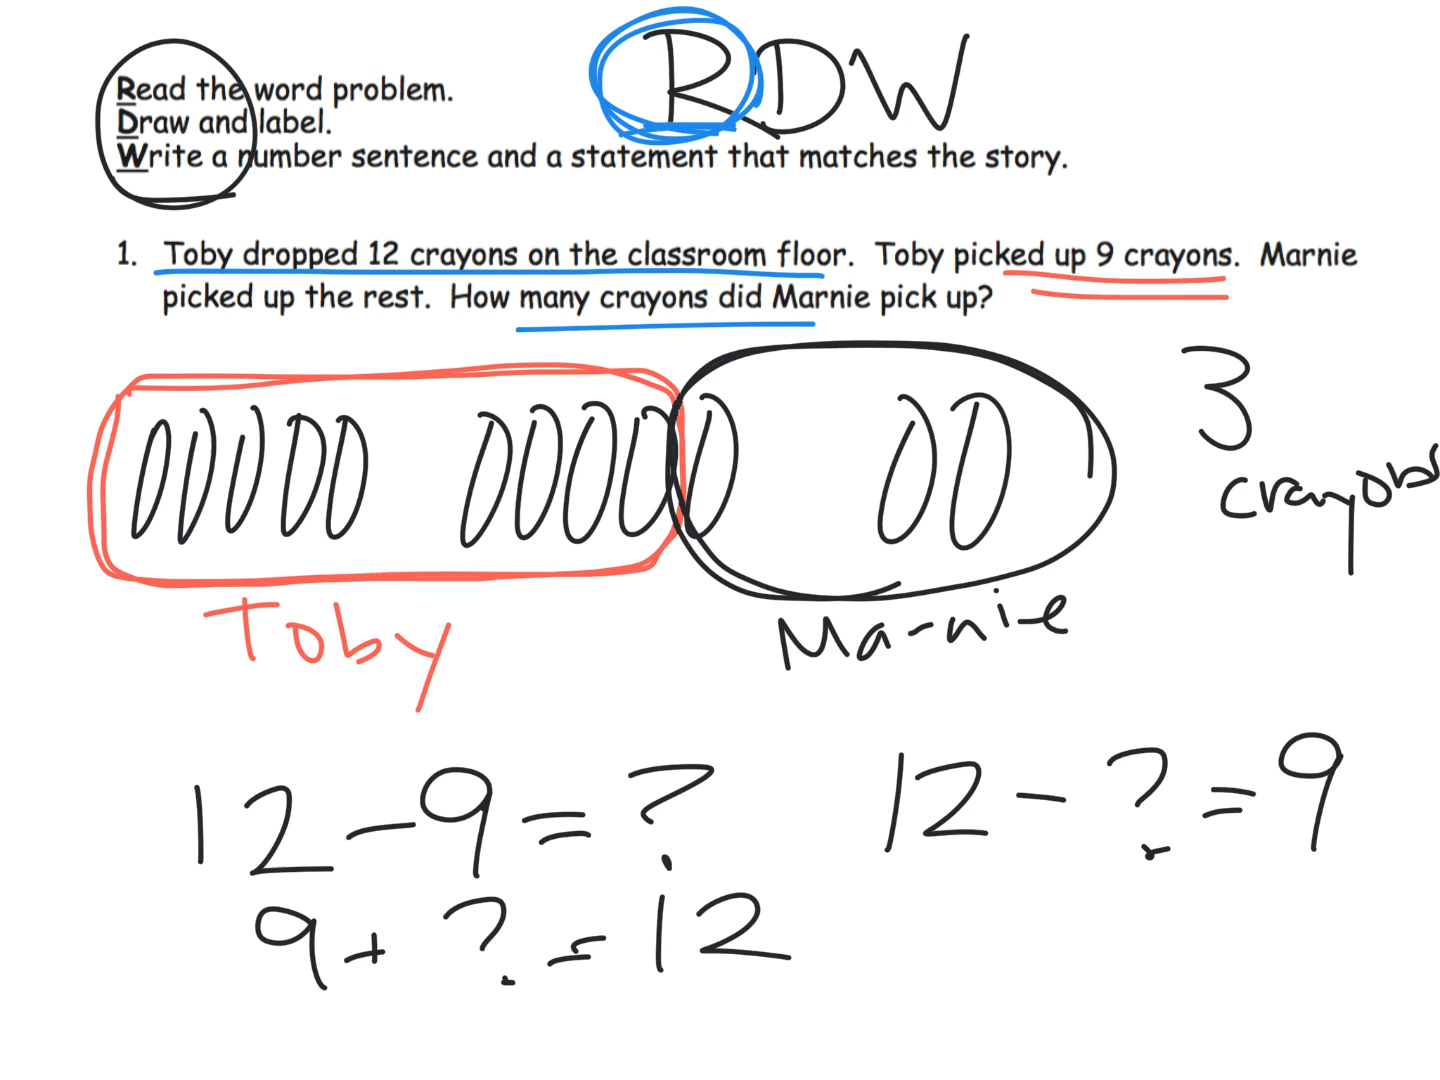 RDW
Read the word problem.
Draw and label.
Write a number sentence and a statement that matches the story.
1. Toby dropped 12 crayons on the classroom floor. Toby picked up 9 crayons. Marnie
picked up the rest. How many crayons did Marnie pick up?
3
crayons
Toby
Marnie
12 - 9 = ?
12 - ? = 9
9 + ? = 12